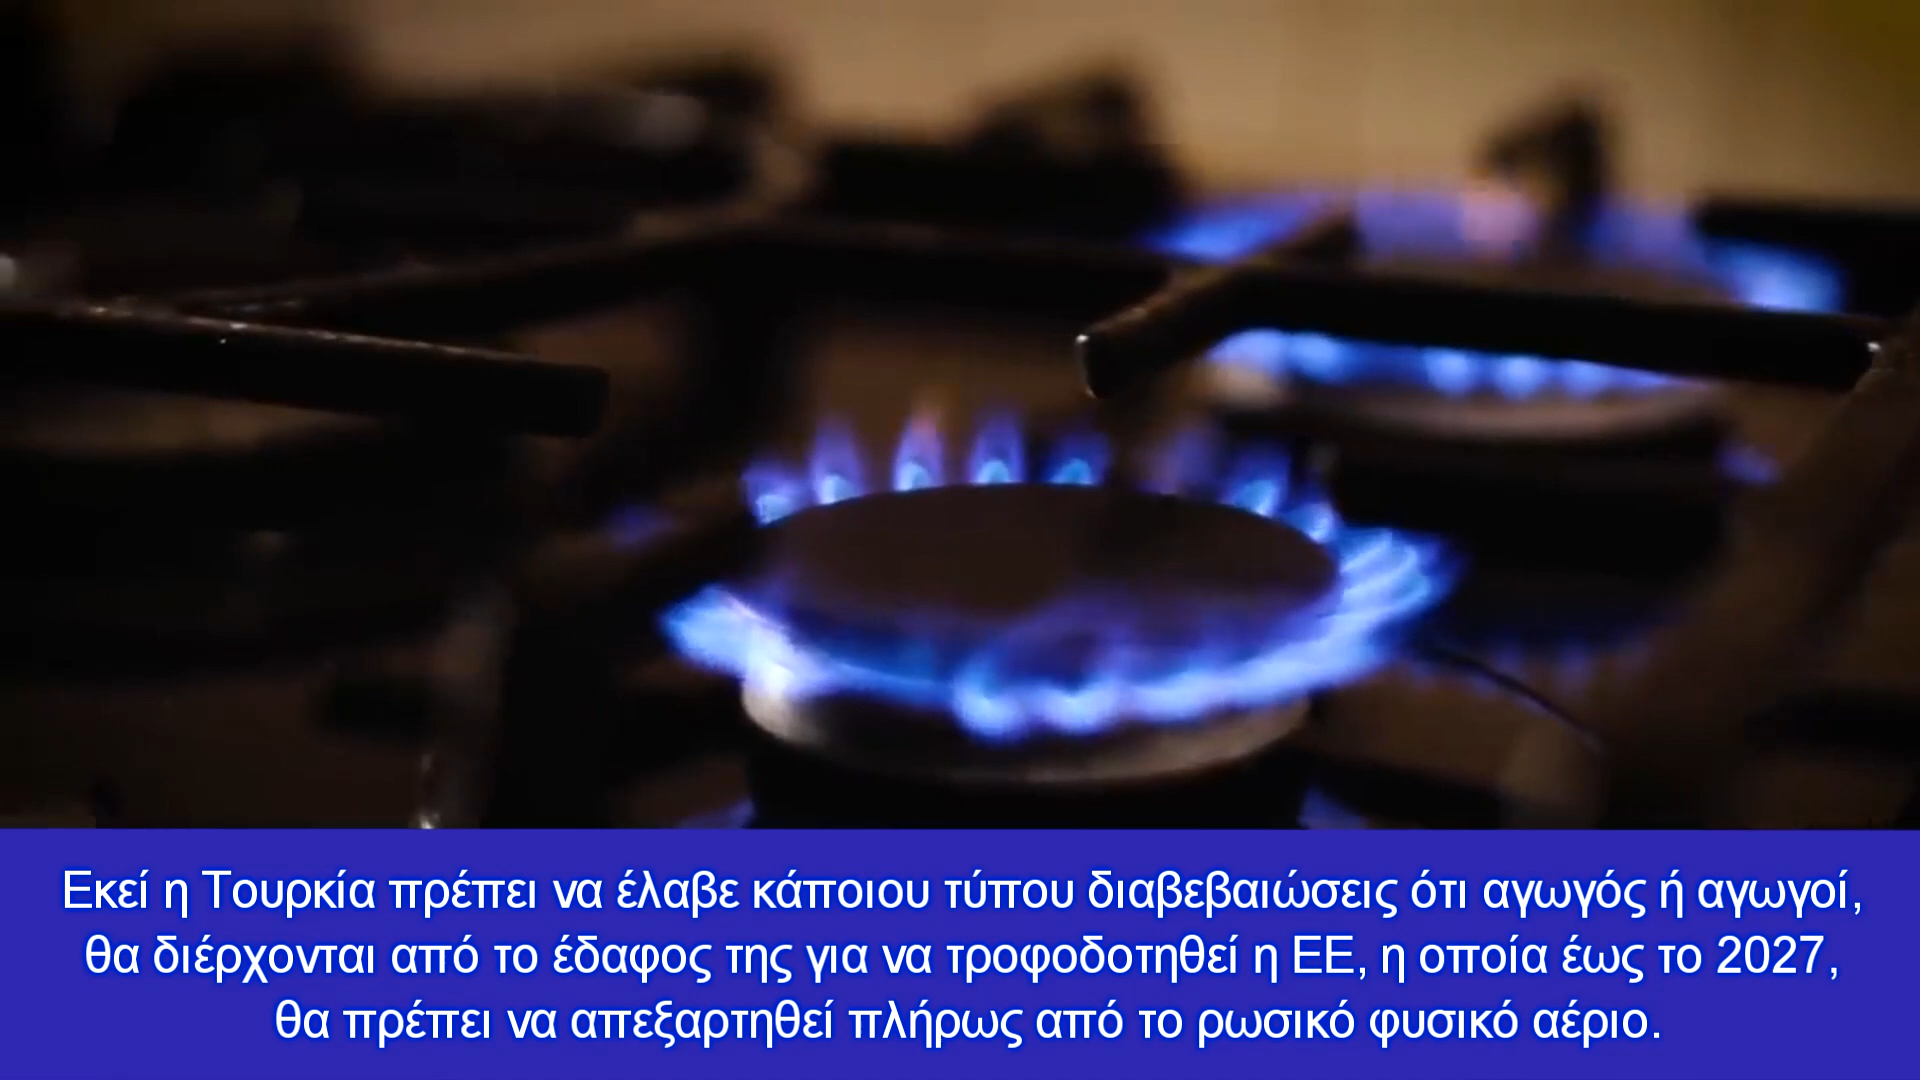 Εκεί η Τουρκία πρέπει να έλαβε κάποιου τύπου διαβεβαιώσεις ότι αγωγός ή αγωγοί,
θα διέρχονται από το έδαφος της για να τροφοδοτηθεί η ΕΕ, η οποία έως το 2027,
θα πρέπει να απεξαρτηθεί πλήρως από το ρωσικό φυσικό αέριο.